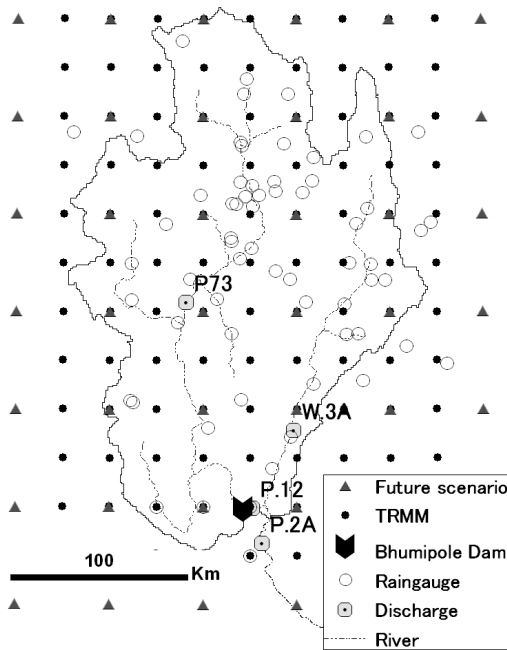 P73
W.3A
P.12
P.2A
100
Km
Future scenario
TRMM
Bhumipole Dam
Raingauge
Discharge
River